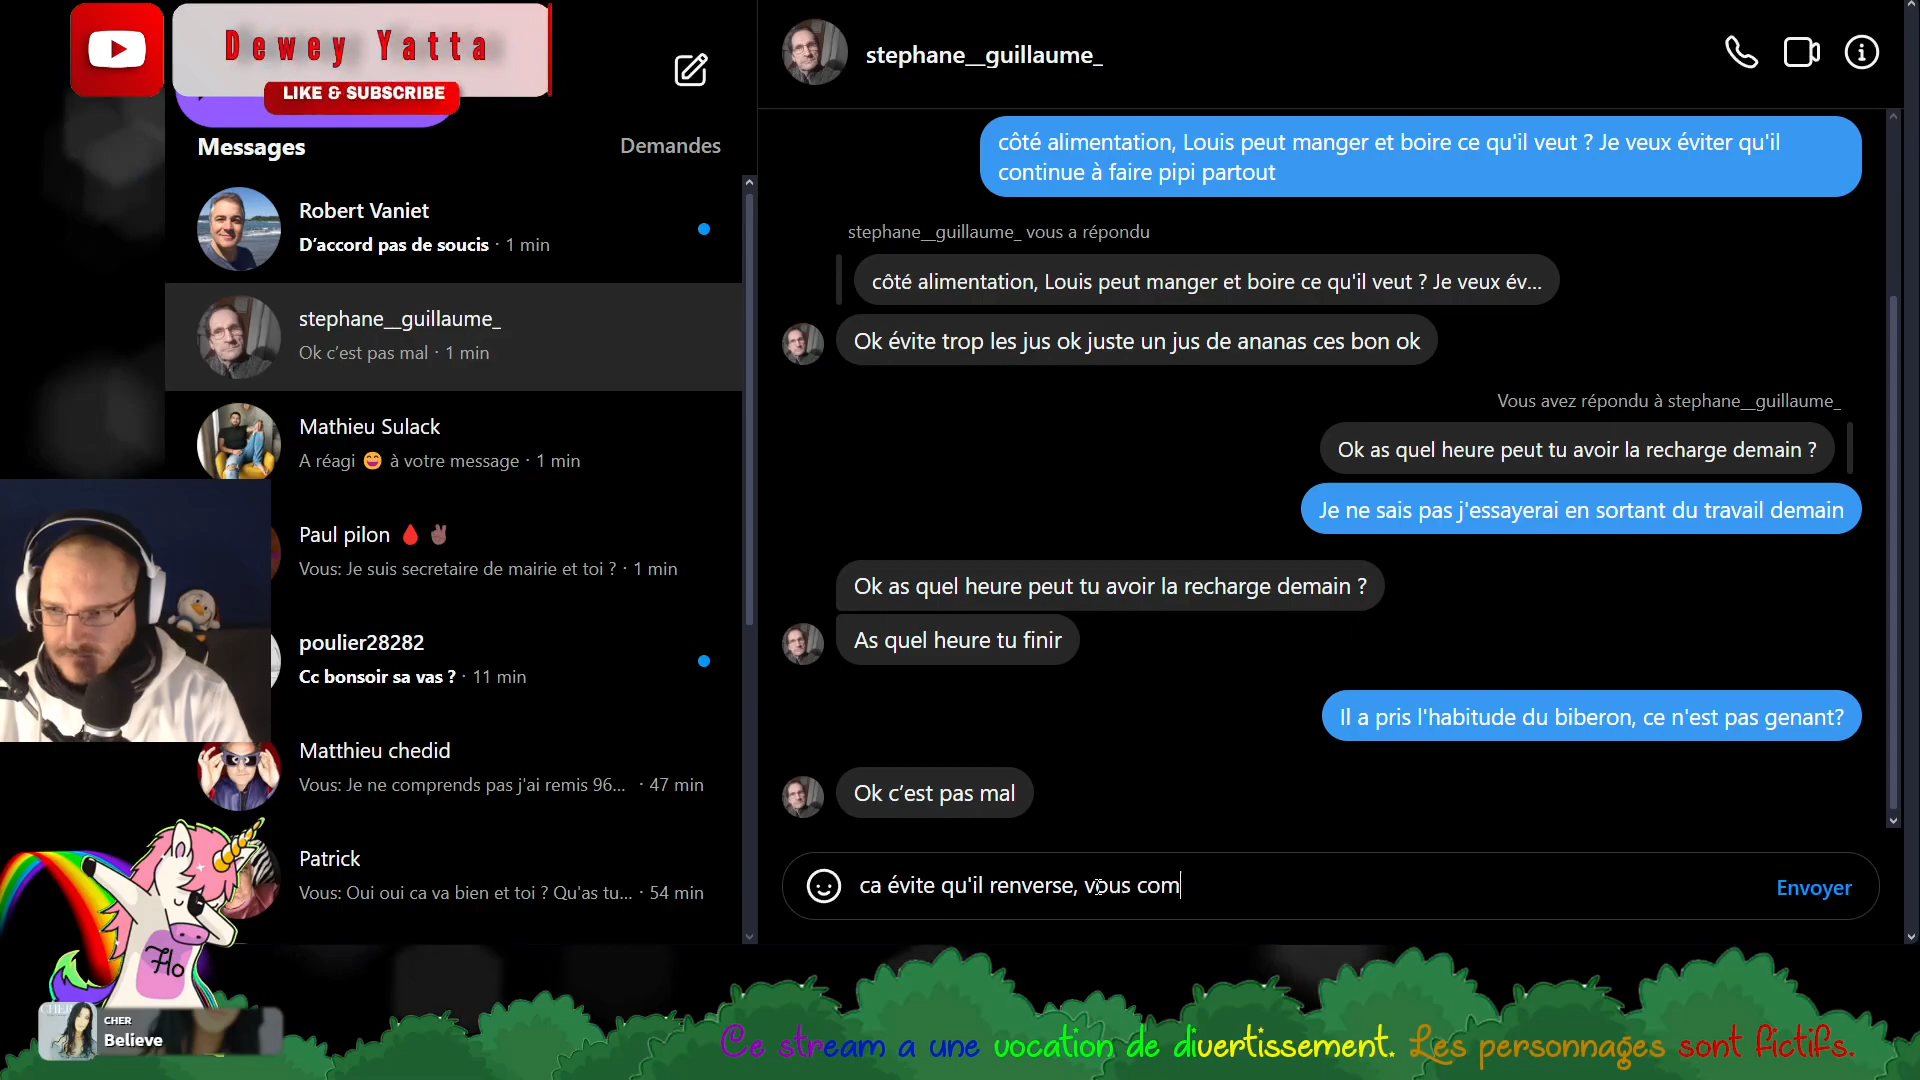 Dewey Yatta
LIKE & SUBSCRIBE
Messages
Demandes
Robert Vaniet
D'accord pas de soucis · 1 min
stephane__guillaume_
Ok c'est pas mal · 1 min
Mathieu Sulack
A réagi 😄 à votre message · 1 min
Paul pilon 🩸 ✌🏿
Vous: Je suis secretaire de mairie et toi ? · 1 min
poulier28282
Cc bonsoir sa vas ? · 11 min
Matthieu chedid
Vous: Je ne comprends pas j'ai remis 96... · 47 min
Patrick
Vous: Oui oui ca va bien et toi ? Qu'as tu... · 54 min
stephane__guillaume_
côté alimentation, Louis peut manger et boire ce qu'il veut ? Je veux éviter qu'il
continue à faire pipi partout
stephane__guillaume_ vous a répondu
côté alimentation, Louis peut manger et boire ce qu'il veut ? Je veux év...
Ok évite trop les jus ok juste un jus de ananas ces bon ok
Vous avez répondu à stephane__guillaume_
Ok as quel heure peut tu avoir la recharge demain ?
Je ne sais pas j'essayerai en sortant du travail demain
Ok as quel heure peut tu avoir la recharge demain ?
As quel heure tu finir
Il a pris l'habitude du biberon, ce n'est pas genant?
Ok c'est pas mal
ca évite qu'il renverse, vous com
Envoyer
Flo
CHER
CHER
Believe
Ce stream a une vocation de divertissement. Les personnages sont fictifs.